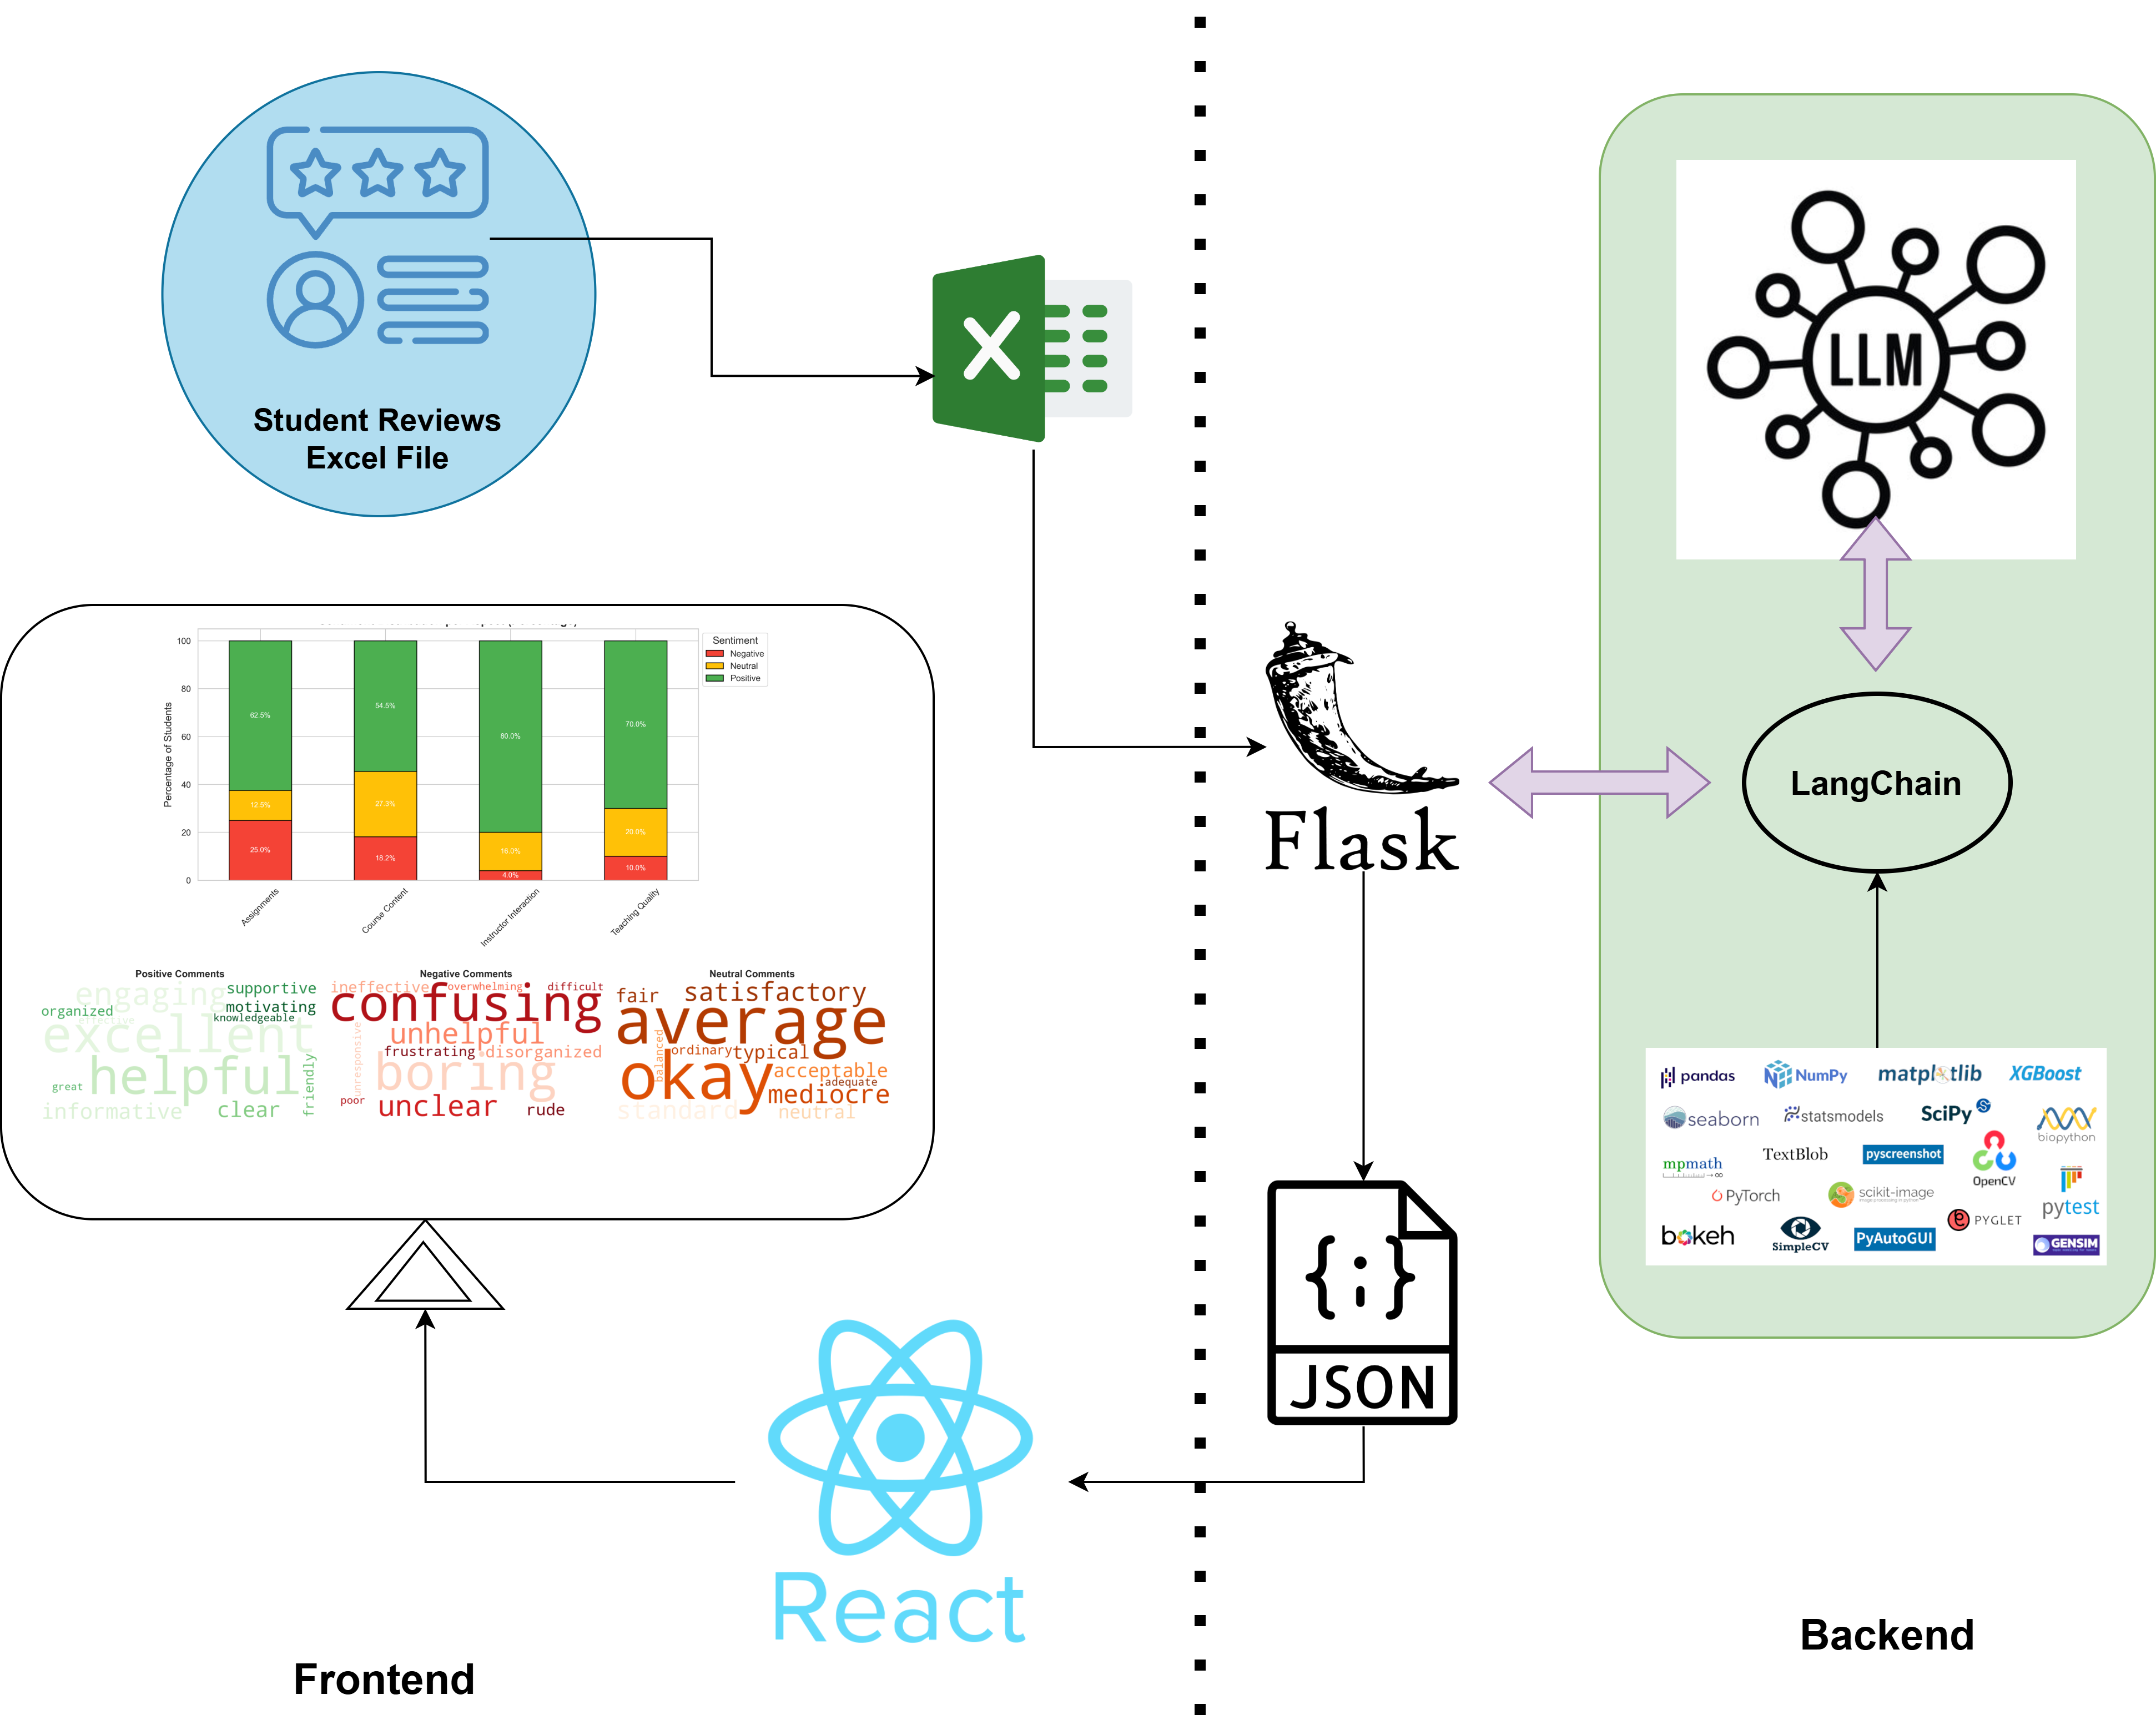 Student Reviews
Excel File
LLM
Sentiment
Negative
Neutral
Positive
Percentage of Students
100
80
60
40
20
0
62.5%
12.5%
25.0%
54.5%
27.3%
18.2%
80.0%
16.0%
4.0%
70.0%
20.0%
10.0%
Assignments
Course Content
Instructor Interaction
Teaching Quality
Positive Comments
engaging
supportive
organized
motivating
effective
knowledgeable
excellent
helpful
great
friendly
informative
clear
Negative Comments
ineffective
overwhelming
difficult
confusing
unhelpful
unresponsive
frustrating
disorganized
boring
poor
unclear
rude
Neutral Comments
fair
satisfactory
average
balanced
ordinary
typical
okay
acceptable
adequate
mediocre
standard
neutral
Flask
LangChain
pandas
NumPy
matplotlib
XGBoost
seaborn
statsmodels
SciPy
biopython
mpmath
TextBlob
pyscreenshot
OpenCV
PyTorch
scikit-image
pytest
PYGLET
bokeh
SimpleCV
PyAutoGUI
GENSIM
{;}
JSON
React
Frontend
Backend